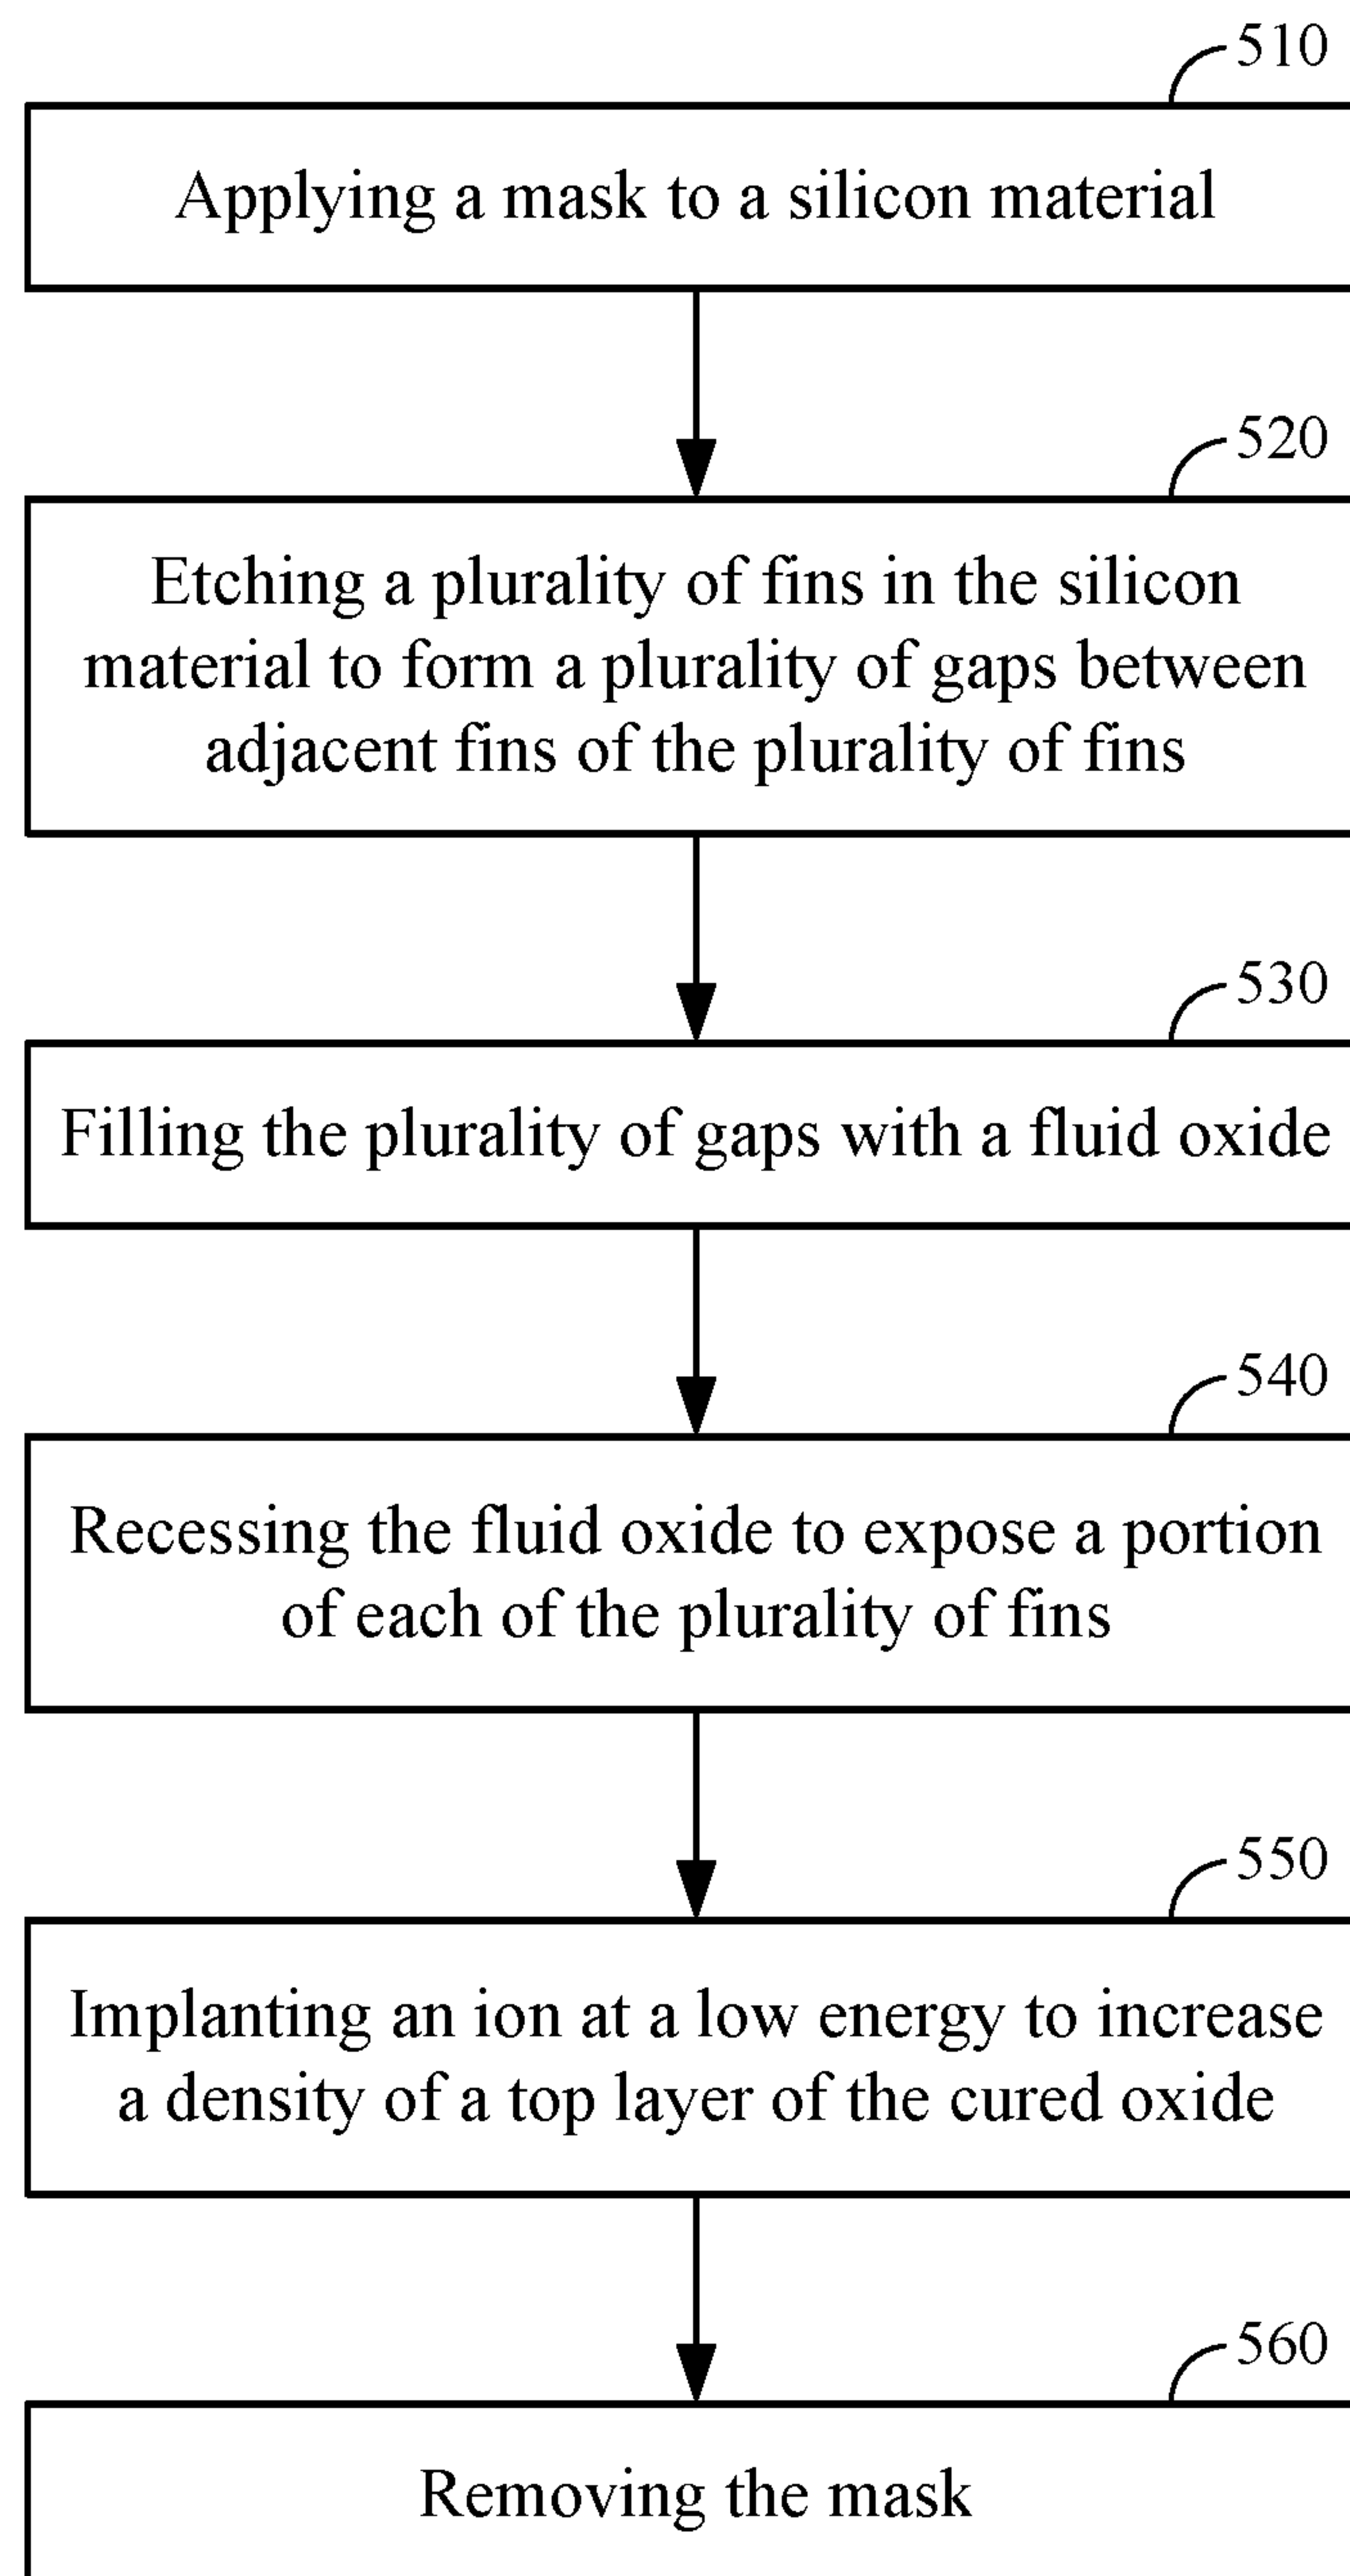 510
Applying a mask to a silicon material
520
Etching a plurality of fins in the silicon
material to form a plurality of gaps between
adjacent fins of the plurality of fins
530
Filling the plurality of gaps with a fluid oxide
540
Recessing the fluid oxide to expose a portion
of each of the plurality of fins
550
Implanting an ion at a low energy to increase
a density of a top layer of the cured oxide
560
Removing the mask